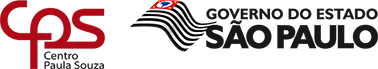 cps
Centro
Paula Souza
GOVERNO DO ESTADO
SÃO PAULO